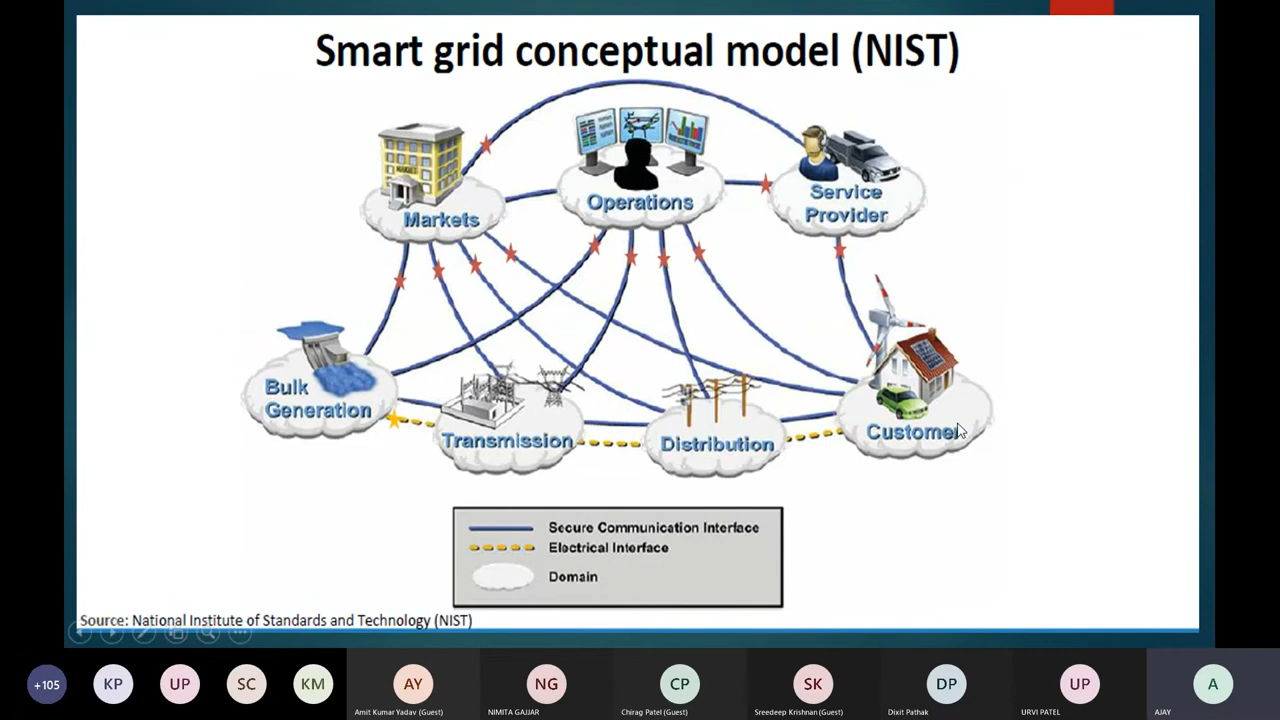 Smart grid conceptual model (NIST)
Markets
Operations
Service
Provider
Bulk
Generation
Transmission
Distribution
Customer
Secure Communication Interface
Electrical Interface
Domain
Source: National Institute of Standards and Technology (NIST)
+105
KP
UP
SC
KM
AY
NG
CP
SK
DP
UP
A
Amit Kumar Yadav (Guest)
NIMITA GAJJAR
Chirag Patel (Guest)
Sreedeep Krishnan (Guest)
Dixit Pathak
URVI PATEL
AJAY